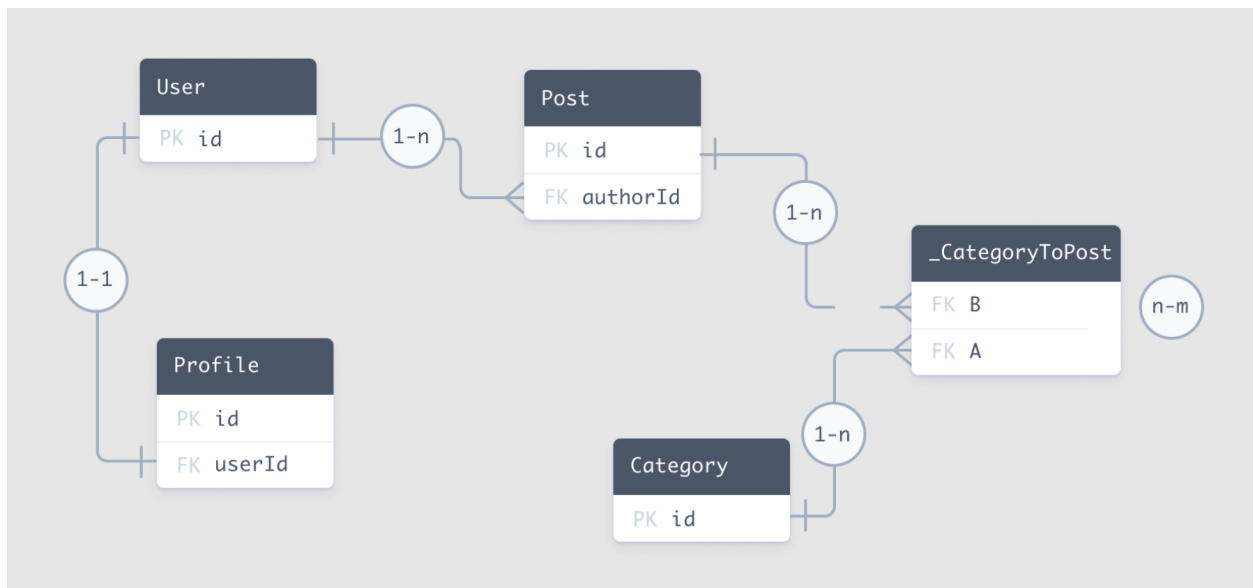 User
PK id
1-n
Post
PK id
FK authorId
1-n
_CategoryToPost
FK B
FK A
n-m
1-1
Profile
PK id
FK userId
1-n
Category
PK id